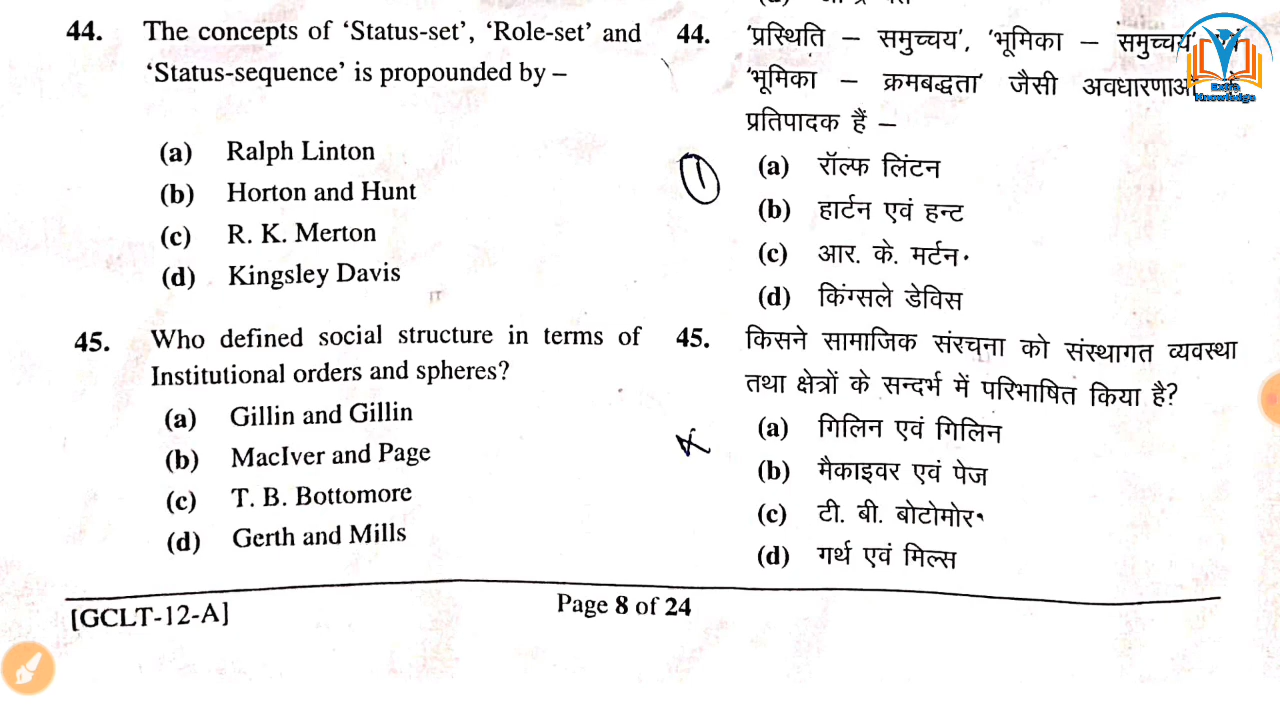 44. The concepts of 'Status-set', 'Role-set' and
'Status-sequence' is propounded by –
(a) Ralph Linton
(b) Horton and Hunt
(c) R. K. Merton
(d) Kingsley Davis
45. Who defined social structure in terms of
Institutional orders and spheres?
(a) Gillin and Gillin
(b) MacIver and Page
(c) T. B. Bottomore
(d) Gerth and Mills
44. 'प्रस्थिति – समुच्चय', 'भूमिका – समुच्चय'
'भूमिका – क्रमबद्धता' जैसी अवधारणाओं
प्रतिपादक हैं –
(a) रॉल्फ लिंटन
(b) हार्टन एवं हन्ट
(c) आर. के. मर्टन
(d) किंग्सले डेविस
45. किसने सामाजिक संरचना को संस्थागत व्यवस्था
तथा क्षेत्रों के सन्दर्भ में परिभाषित किया है?
(a) गिलिन एवं गिलिन
(b) मैकाइवर एवं पेज
(c) टी. बी. बोटोमोर
(d) गर्थ एवं मिल्स
[GCLT-12-A]
Page 8 of 24
Extra
Knowledge